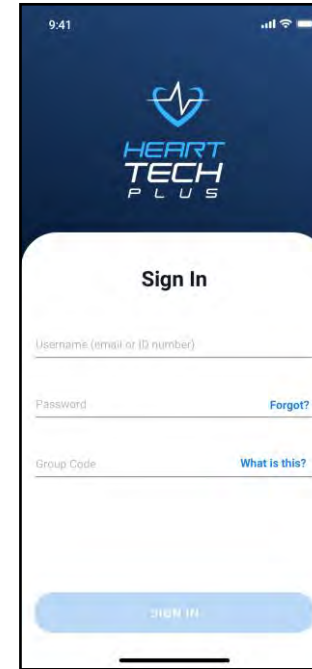 9:41
HEART
TECH
PLUS
Sign In
Username (email or ID number)
Password Forgot?
Group Code What is this?
SIGN IN